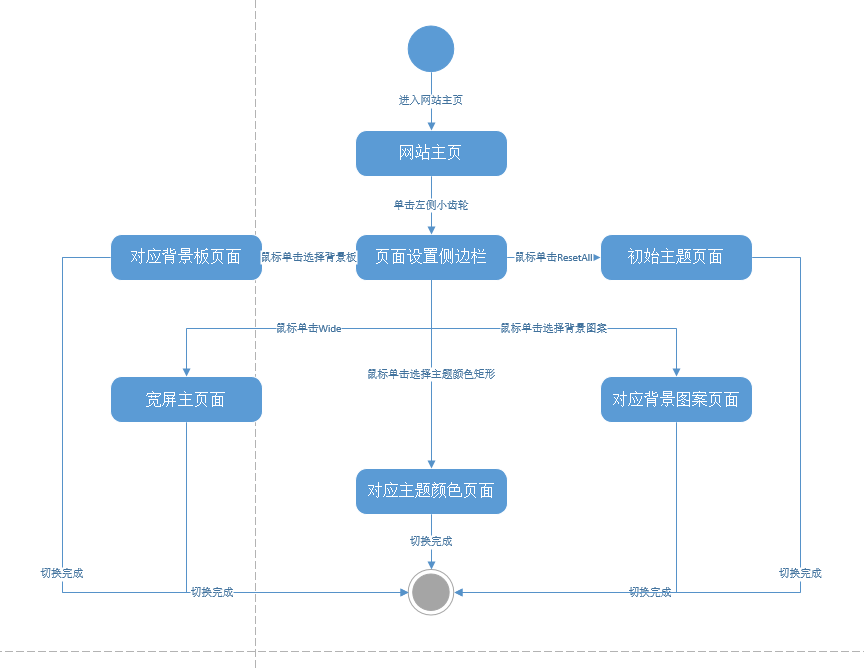 进入网站主页
网站主页
单击左侧小齿轮
对应背景板页面
鼠标单击选择背景板
页面设置侧边栏
鼠标单击ResetAll
初始主题页面
鼠标单击Wide
鼠标单击选择背景图案
鼠标单击选择主题颜色矩形
宽屏主页面
对应背景图案页面
对应主题颜色页面
切换完成
切换完成
切换完成
切换完成
切换完成